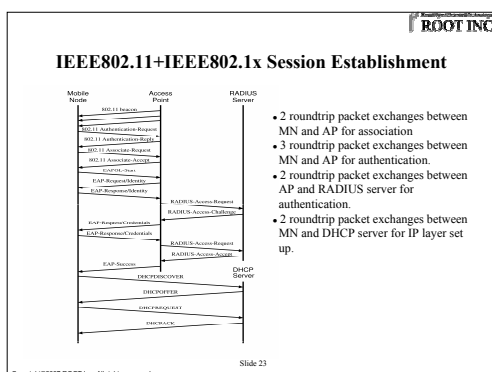 ROOT INC
IEEE802.11+IEEE802.1x Session Establishment
Mobile Node
Access Point
RADIUS Server
802.11 beacon
802.11 Authentication-Request
802.11 Authentication-Reply
802.11 Associate-Request
802.11 Associate-Accept
EAPOL-Start
EAP-Request/Identity
EAP-Response/Identity
RADIUS-Access-Request
RADIUS-Access-Challenge
EAP-Request/Credentials
EAP-Response/Credentials
RADIUS-Access-Request
RADIUS-Access-Accept
EAP-Success
DHCP Server
DHCPDISCOVER
DHCPOFFER
DHCPREQUEST
DHCPACK
• 2 roundtrip packet exchanges between
MN and AP for association
• 3 roundtrip packet exchanges between
MN and AP for authentication.
• 2 roundtrip packet exchanges between
AP and RADIUS server for
authentication.
• 2 roundtrip packet exchanges between
MN and DHCP server for IP layer set
up.
Slide 23